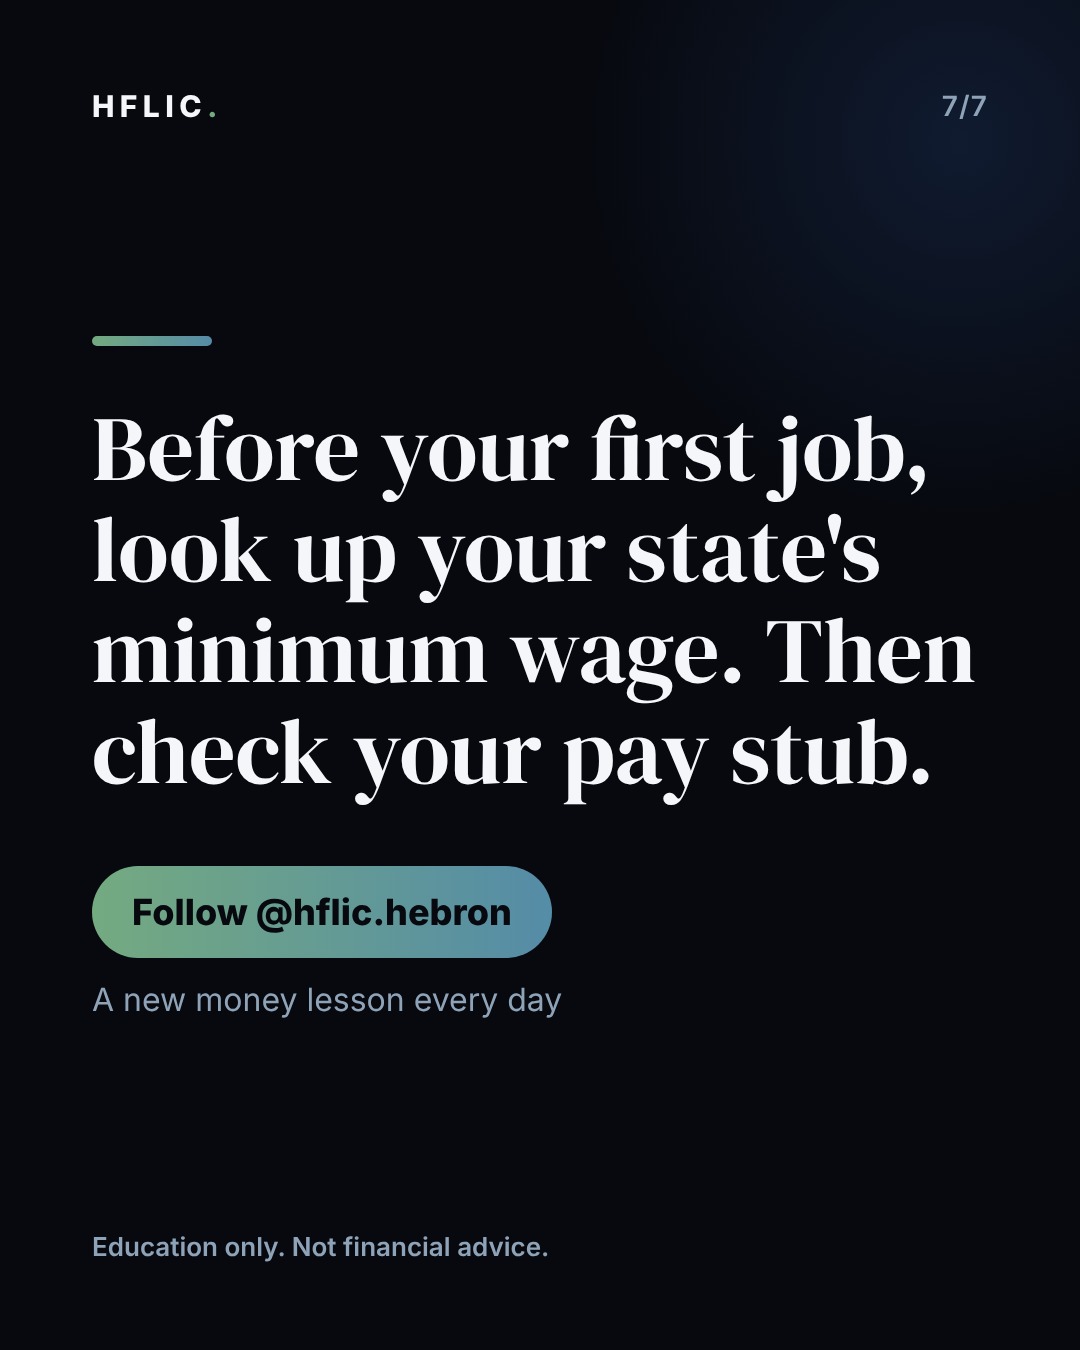 HFLIC.
7/7
Before your first job,
look up your state's
minimum wage. Then
check your pay stub.
Follow @hflic.hebron
A new money lesson every day
Education only. Not financial advice.